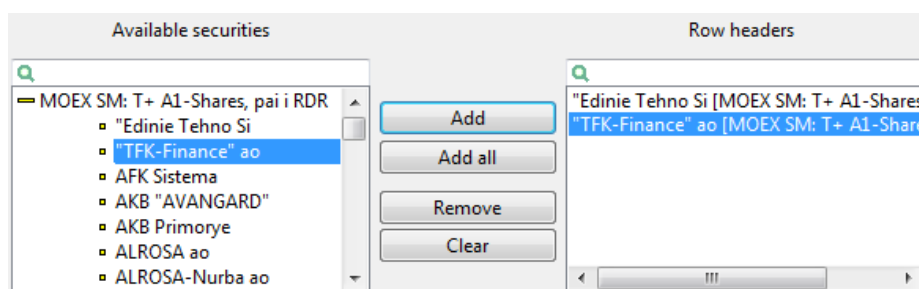 Available securities
Row headers
MOEX SM: T+ A1-Shares, pai i RDR
"Edinie Tehno Si
"TFK-Finance" ao
AFK Sistema
AKB "AVANGARD"
AKB Primorye
ALROSA ao
ALROSA-Nurba ao
Add
Add all
Remove
Clear
"Edinie Tehno Si [MOEX SM: T+ A1-Shares
"TFK-Finance" ao [MOEX SM: T+ A1-Share